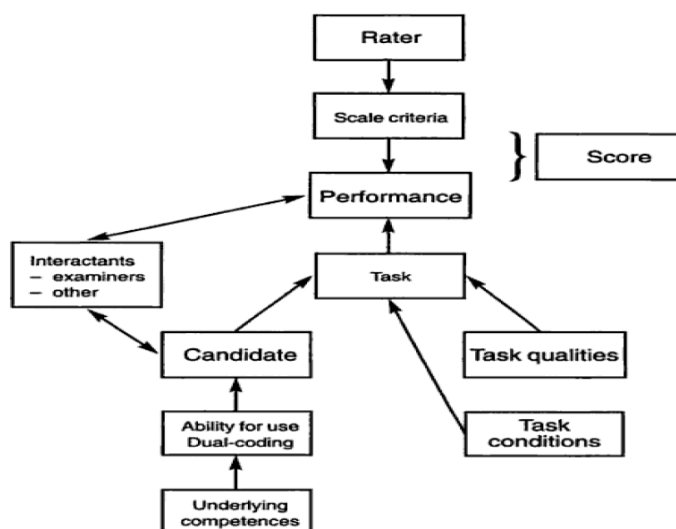 Rater
Scale criteria
Score
Performance
Interactants
– examiners
– other
Task
Candidate
Task qualities
Ability for use
Dual-coding
Task
conditions
Underlying
competences